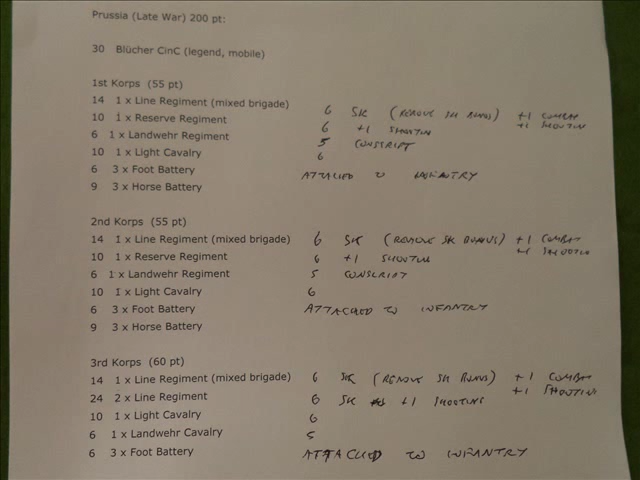 Prussia (Late War) 200 pt:
30 Blücher CinC (legend, mobile)
1st Korps (55 pt)
14 1 x Line Regiment (mixed brigade) 6 SK (REMOVE SK BONUS) +1 COMBAT
10 1 x Reserve Regiment 6 +1 SHOOTING +1 SHOOTING
6 1 x Landwehr Regiment 5 CONSCRIPT
10 1 x Light Cavalry 6
6 3 x Foot Battery ATTACHED TO INFANTRY
9 3 x Horse Battery
2nd Korps (55 pt)
14 1 x Line Regiment (mixed brigade) 6 SK (REMOVE SK BONUS) +1 COMBAT
10 1 x Reserve Regiment 6 +1 SHOOTING +1 SHOOTING
6 1 x Landwehr Regiment 5 CONSCRIPT
10 1 x Light Cavalry 6
6 3 x Foot Battery ATTACHED TO INFANTRY
9 3 x Horse Battery
3rd Korps (60 pt)
14 1 x Line Regiment (mixed brigade) 6 SK (REMOVE SK BONUS) +1 COMBAT
24 2 x Line Regiment 6 SK +1 SHOOTING +1 SHOOTING
10 1 x Light Cavalry 6
6 1 x Landwehr Cavalry 5
6 3 x Foot Battery ATTACHED TO INFANTRY